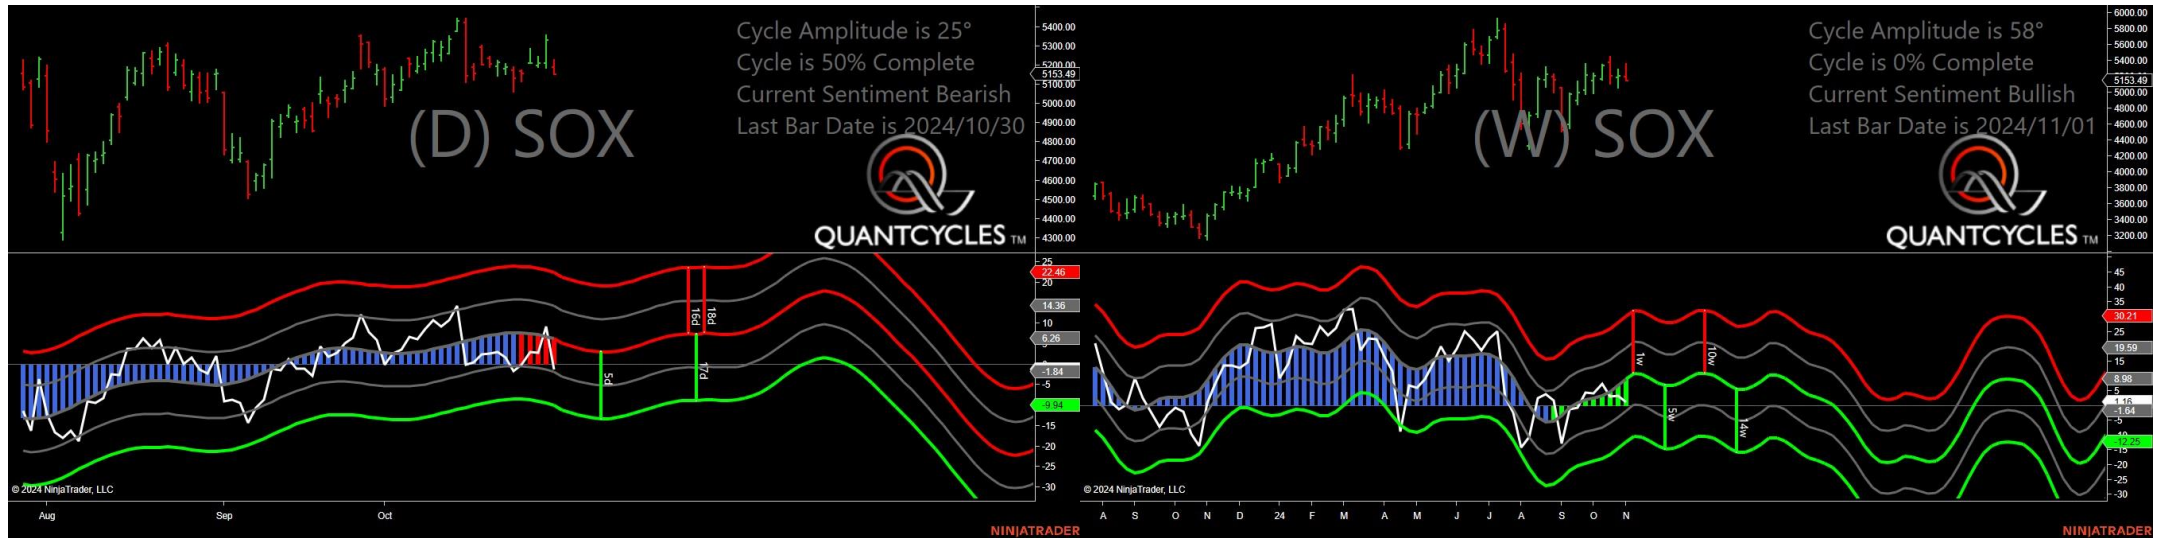 Cycle Amplitude is 25°
Cycle is 50% Complete
Current Sentiment Bearish
Last Bar Date is 2024/10/30
(D) SOX
QUANTCYCLES TM
5400.00
5300.00
5200.00
5153.49
5000.00
4900.00
4800.00
4700.00
4600.00
4500.00
4400.00
4300.00
25
22.46
20
14.36
10
6.26
-1.84
-5
-9.94
-15
-20
-25
-30
5d
16d
18d
17d
© 2024 NinjaTrader, LLC
Aug
Sep
Oct
NINJATRADER
Cycle Amplitude is 58°
Cycle is 0% Complete
Current Sentiment Bullish
Last Bar Date is 2024/11/01
(W) SOX
QUANTCYCLES TM
6000.00
5800.00
5600.00
5400.00
5153.49
5000.00
4800.00
4600.00
4400.00
4200.00
4000.00
3800.00
3600.00
3400.00
3200.00
45
40
35
30.21
25
19.59
8.98
5
1.16
-1.64
-5
-12.25
-15
-20
-25
-30
1w
10w
5w
14w
© 2024 NinjaTrader, LLC
A
S
O
N
D
24
F
M
A
M
J
J
A
S
O
N
NINJATRADER